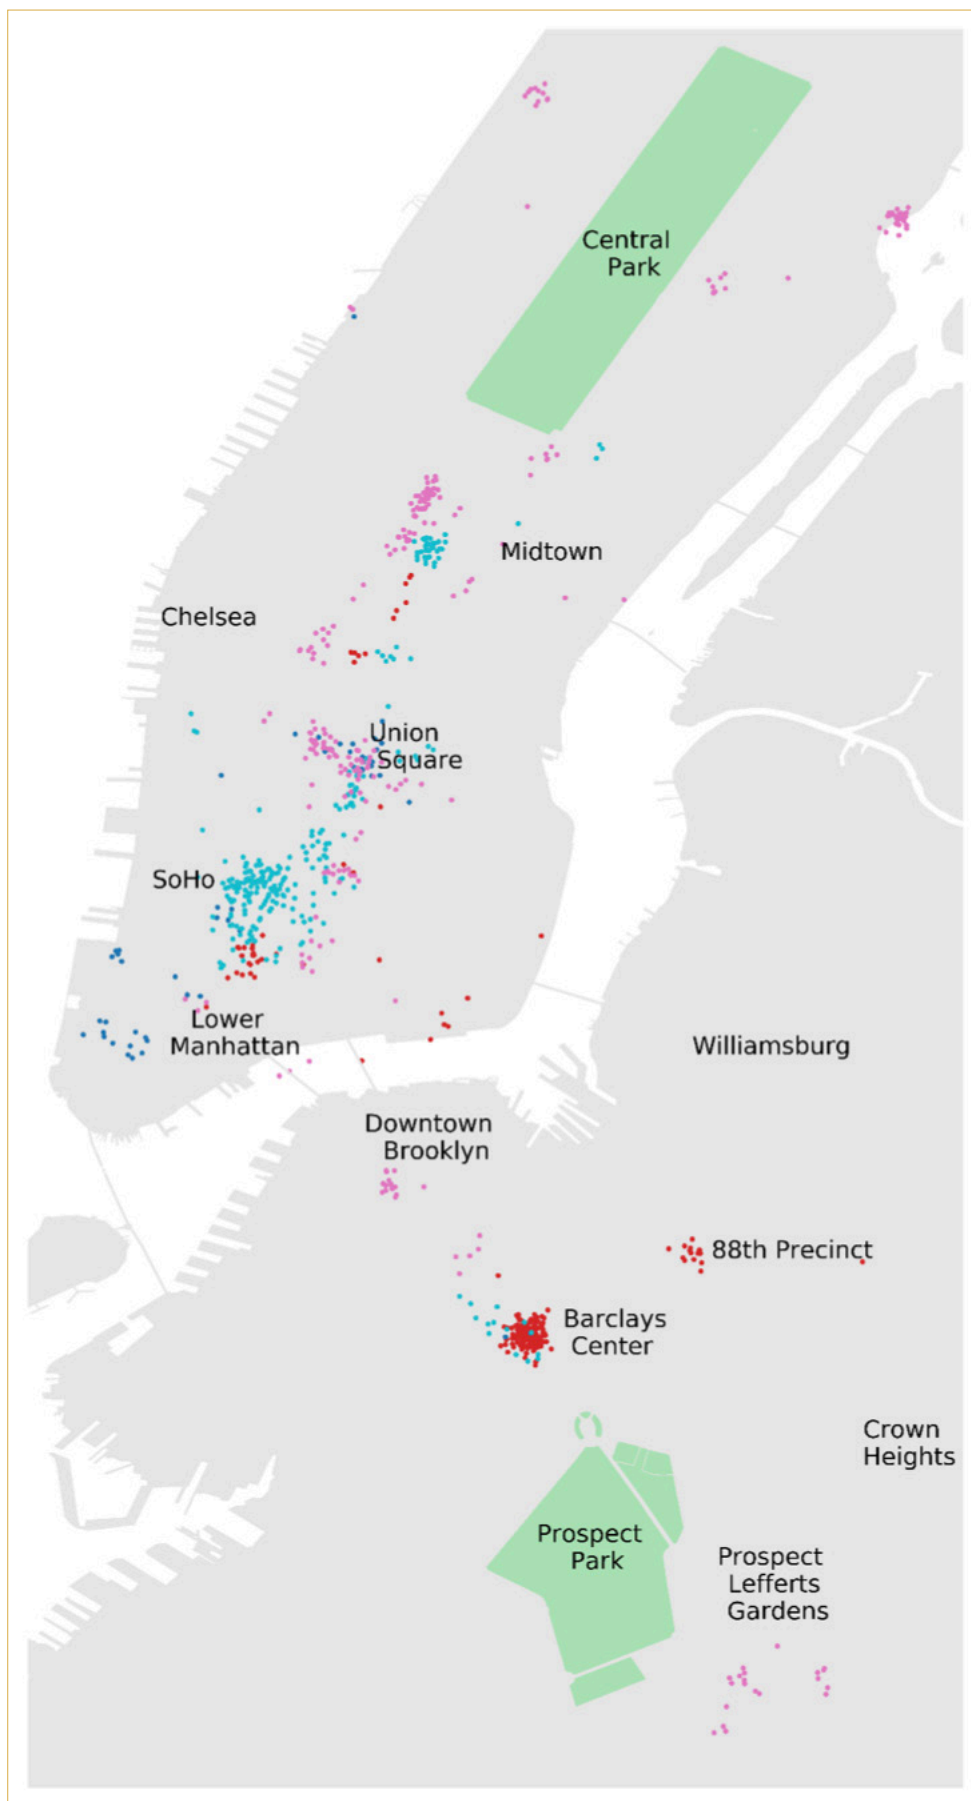 Central
Park
Midtown
Chelsea
Union
Square
SoHo
Lower
Manhattan
Williamsburg
Downtown
Brooklyn
88th Precinct
Barclays
Center
Crown
Heights
Prospect
Park
Prospect
Lefferts
Gardens